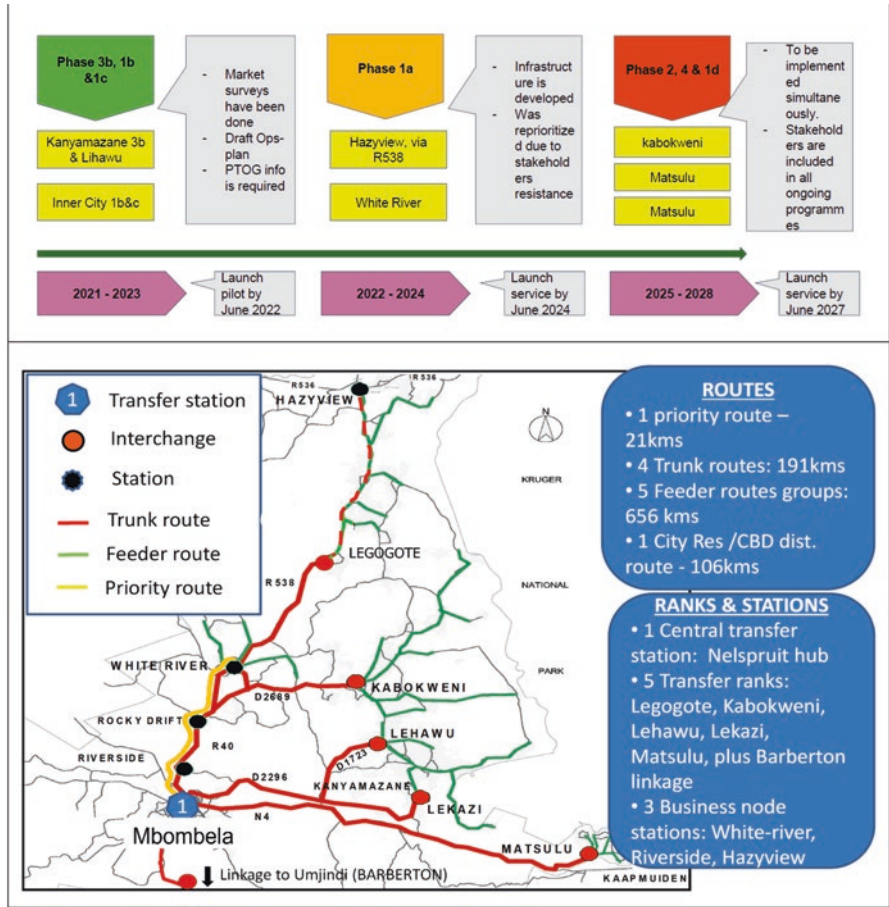 Phase 3b, 1b
&1c
- Market
surveys
have been
done
- Draft Ops-
plan
- PTOG info
is required
Kanyamazane 3b
& Lihawu
Inner City 1b&c
Phase 1a
- Infrastruct
ure is
developed
- Was
reprioritize
d due to
stakehold
ers
resistance
Hazyview, via
R538
White River
Phase 2, 4 & 1d
- To be
implement
ed
simultane
ously.
- Stakehold
ers are
included
in all
ongoing
programm
es
kabokweni
Matsulu
Matsulu
2021 - 2023
Launch
pilot by
June 2022
2022 - 2024
Launch
service by
June 2024
2025 - 2028
Launch
service by
June 2027
1 Transfer station
Interchange
Station
Trunk route
Feeder route
Priority route
R536
R536
HAZYVIEW
N
KRUGER
LEGOGOTE
R538
NATIONAL
WHITE RIVER
PARK
KABOKWENI
D2689
ROCKY DRIFT
LEHAWU
R40
D1723
RIVERSIDE
D2296
KANYAMAZANE
1
LEKAZI
N4
Mbombela
MATSULU
Linkage to Umjindi (BARBERTON)
KAAPMUIDEN
ROUTES
• 1 priority route –
21kms
• 4 Trunk routes: 191kms
• 5 Feeder routes groups:
656 kms
• 1 City Res /CBD dist.
route - 106kms
RANKS & STATIONS
• 1 Central transfer
station: Nelspruit hub
• 5 Transfer ranks:
Legogote, Kabokweni,
Lehawu, Lekazi,
Matsulu, plus Barberton
linkage
• 3 Business node
stations: White-river,
Riverside, Hazyview